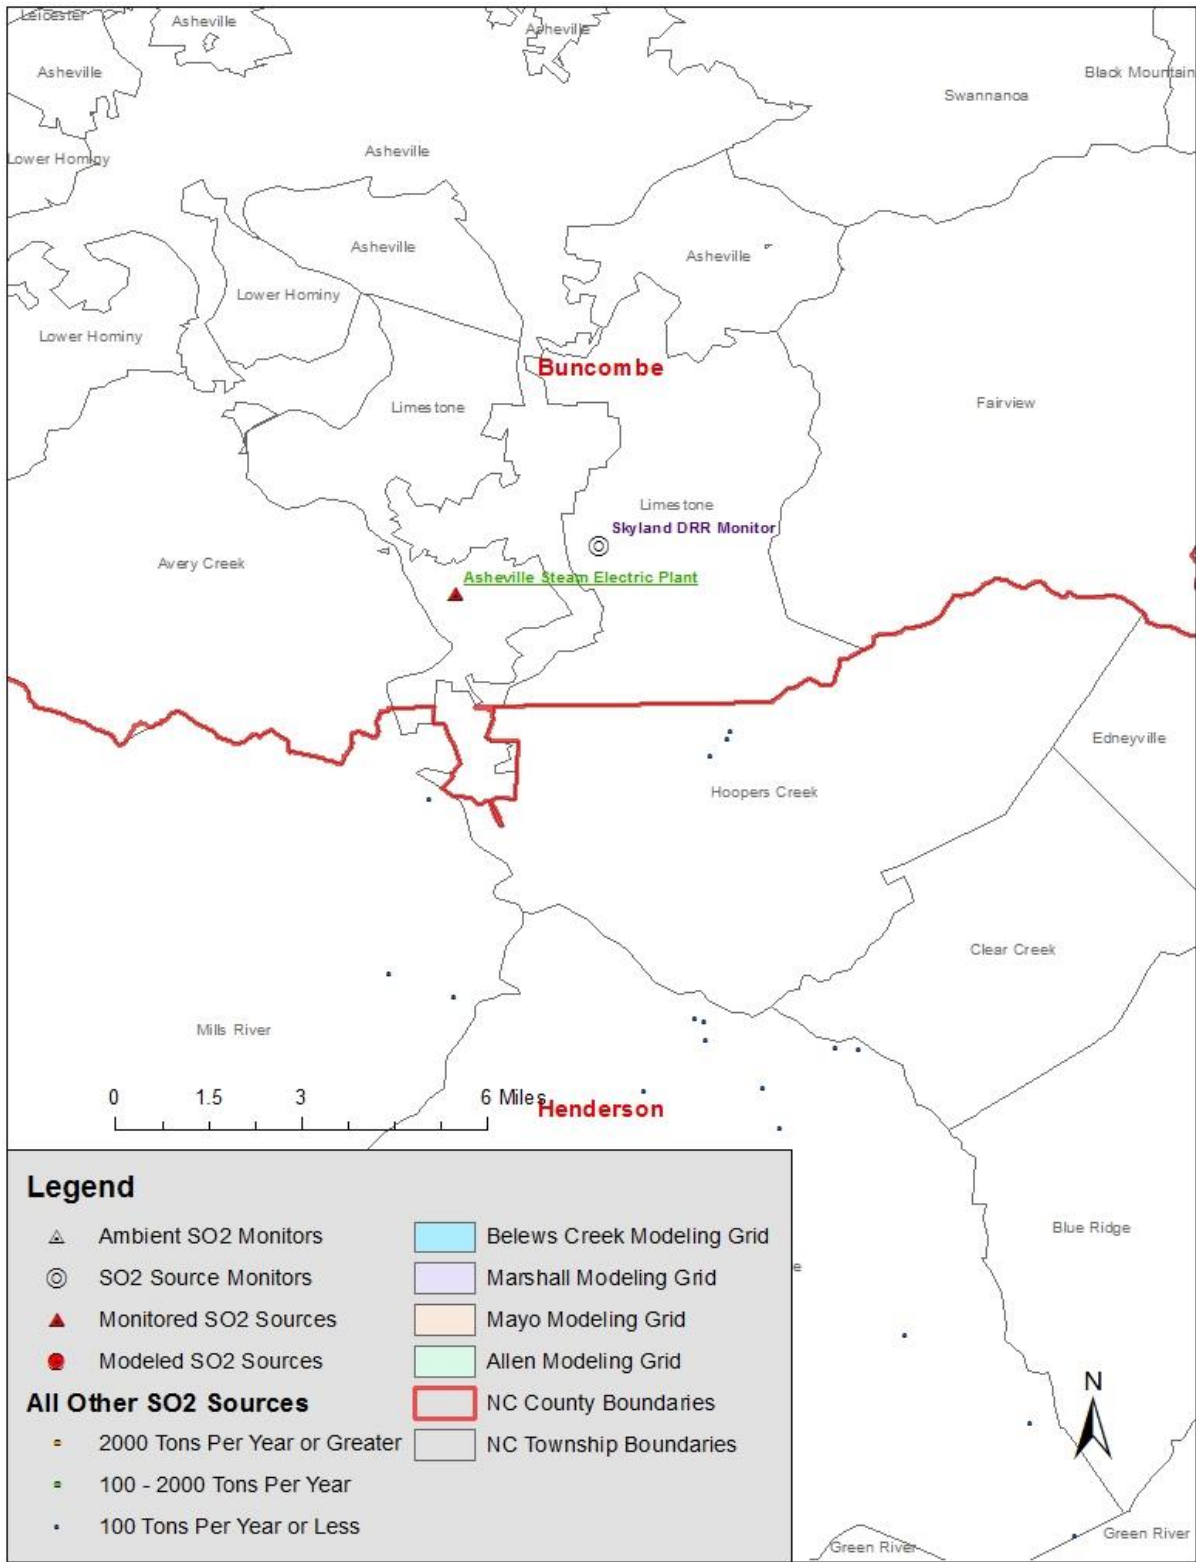 Leicester
Asheville
Asheville
Asheville
Black Mountain
Swannanoa
Lower Hominy
Asheville
Asheville
Asheville
Lower Hominy
Lower Hominy
Buncombe
Limestone
Fairview
Limestone
Skyland DRR Monitor
Avery Creek
Asheville Steam Electric Plant
Edneyville
Hoopers Creek
Clear Creek
Mills River
0 1.5 3 6 Miles
Henderson
Blue Ridge
e
Green River
Green River
N
Legend
Ambient SO2 Monitors
SO2 Source Monitors
Monitored SO2 Sources
Modeled SO2 Sources
All Other SO2 Sources
2000 Tons Per Year or Greater
100 - 2000 Tons Per Year
100 Tons Per Year or Less
Belews Creek Modeling Grid
Marshall Modeling Grid
Mayo Modeling Grid
Allen Modeling Grid
NC County Boundaries
NC Township Boundaries